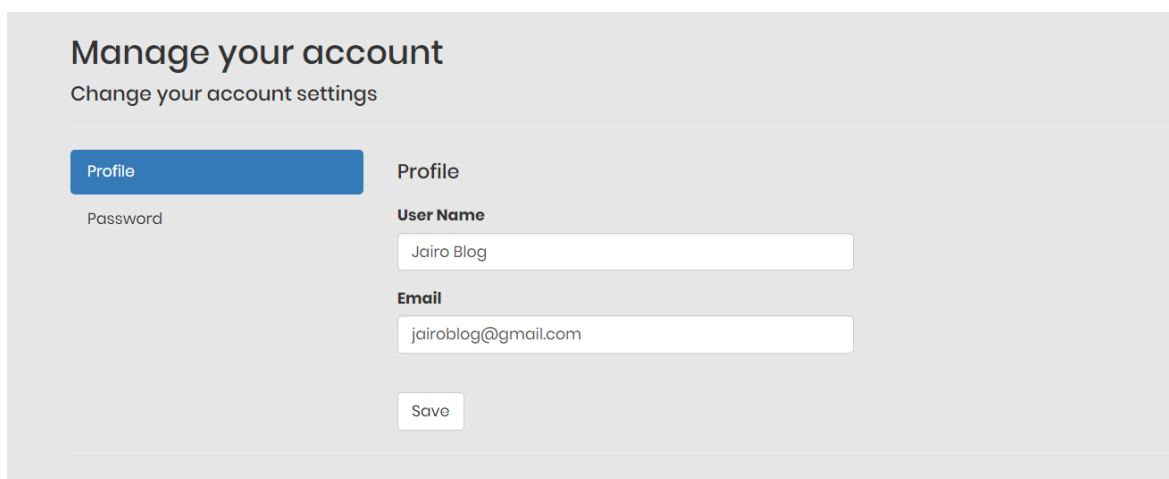 Manage your account
Change your account settings
Profile
Password
Profile
User Name
Jairo Blog
Email
jairoblog@gmail.com
Save